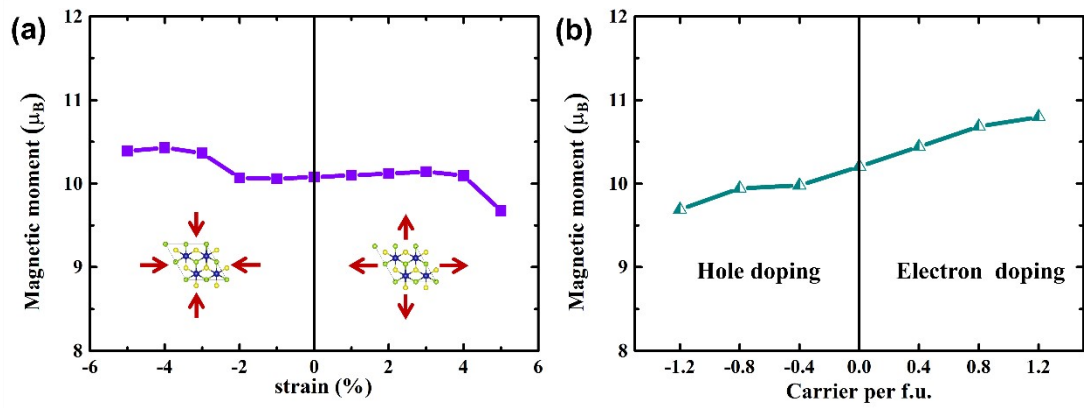 (a)
Magnetic moment (μB)
12
11
10
9
8
-6 -4 -2 0 2 4 6
strain (%)
(b)
Magnetic moment (μB)
12
11
10
9
8
Hole doping
Electron doping
-1.2 -0.8 -0.4 0.0 0.4 0.8 1.2
Carrier per f.u.